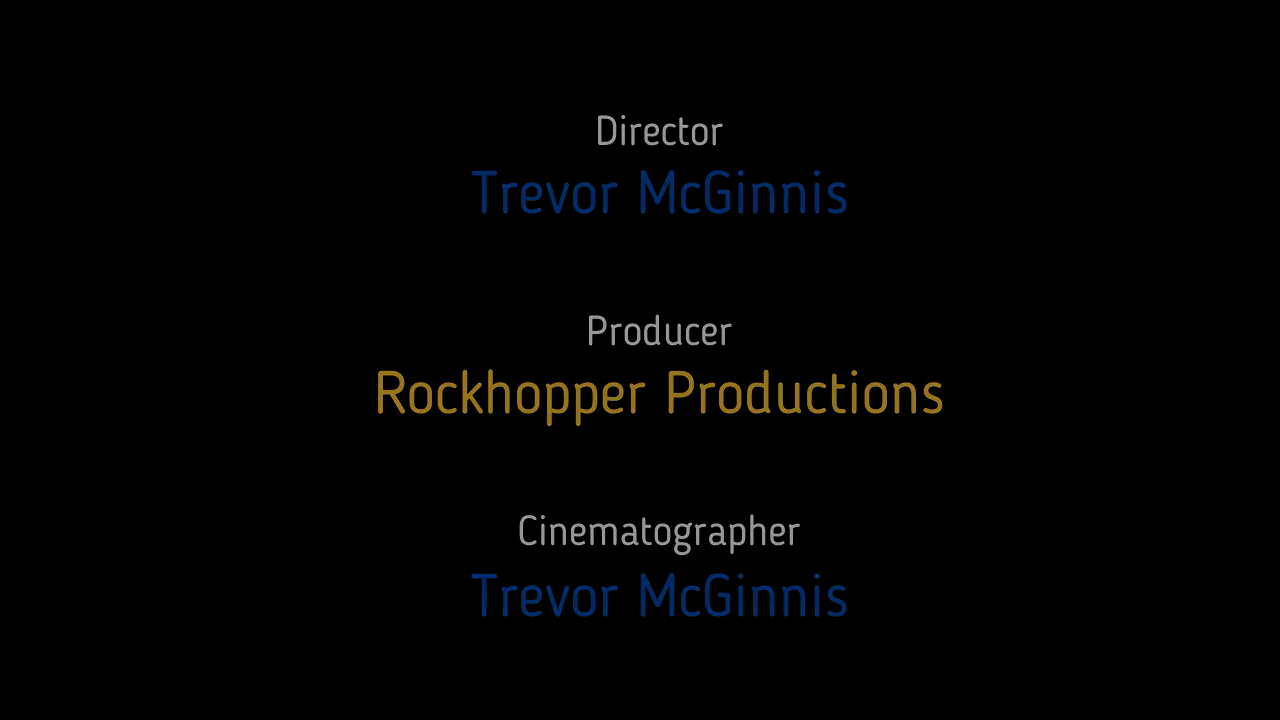 Director
Trevor McGinnis
Producer
Rockhopper Productions
Cinematographer
Trevor McGinnis